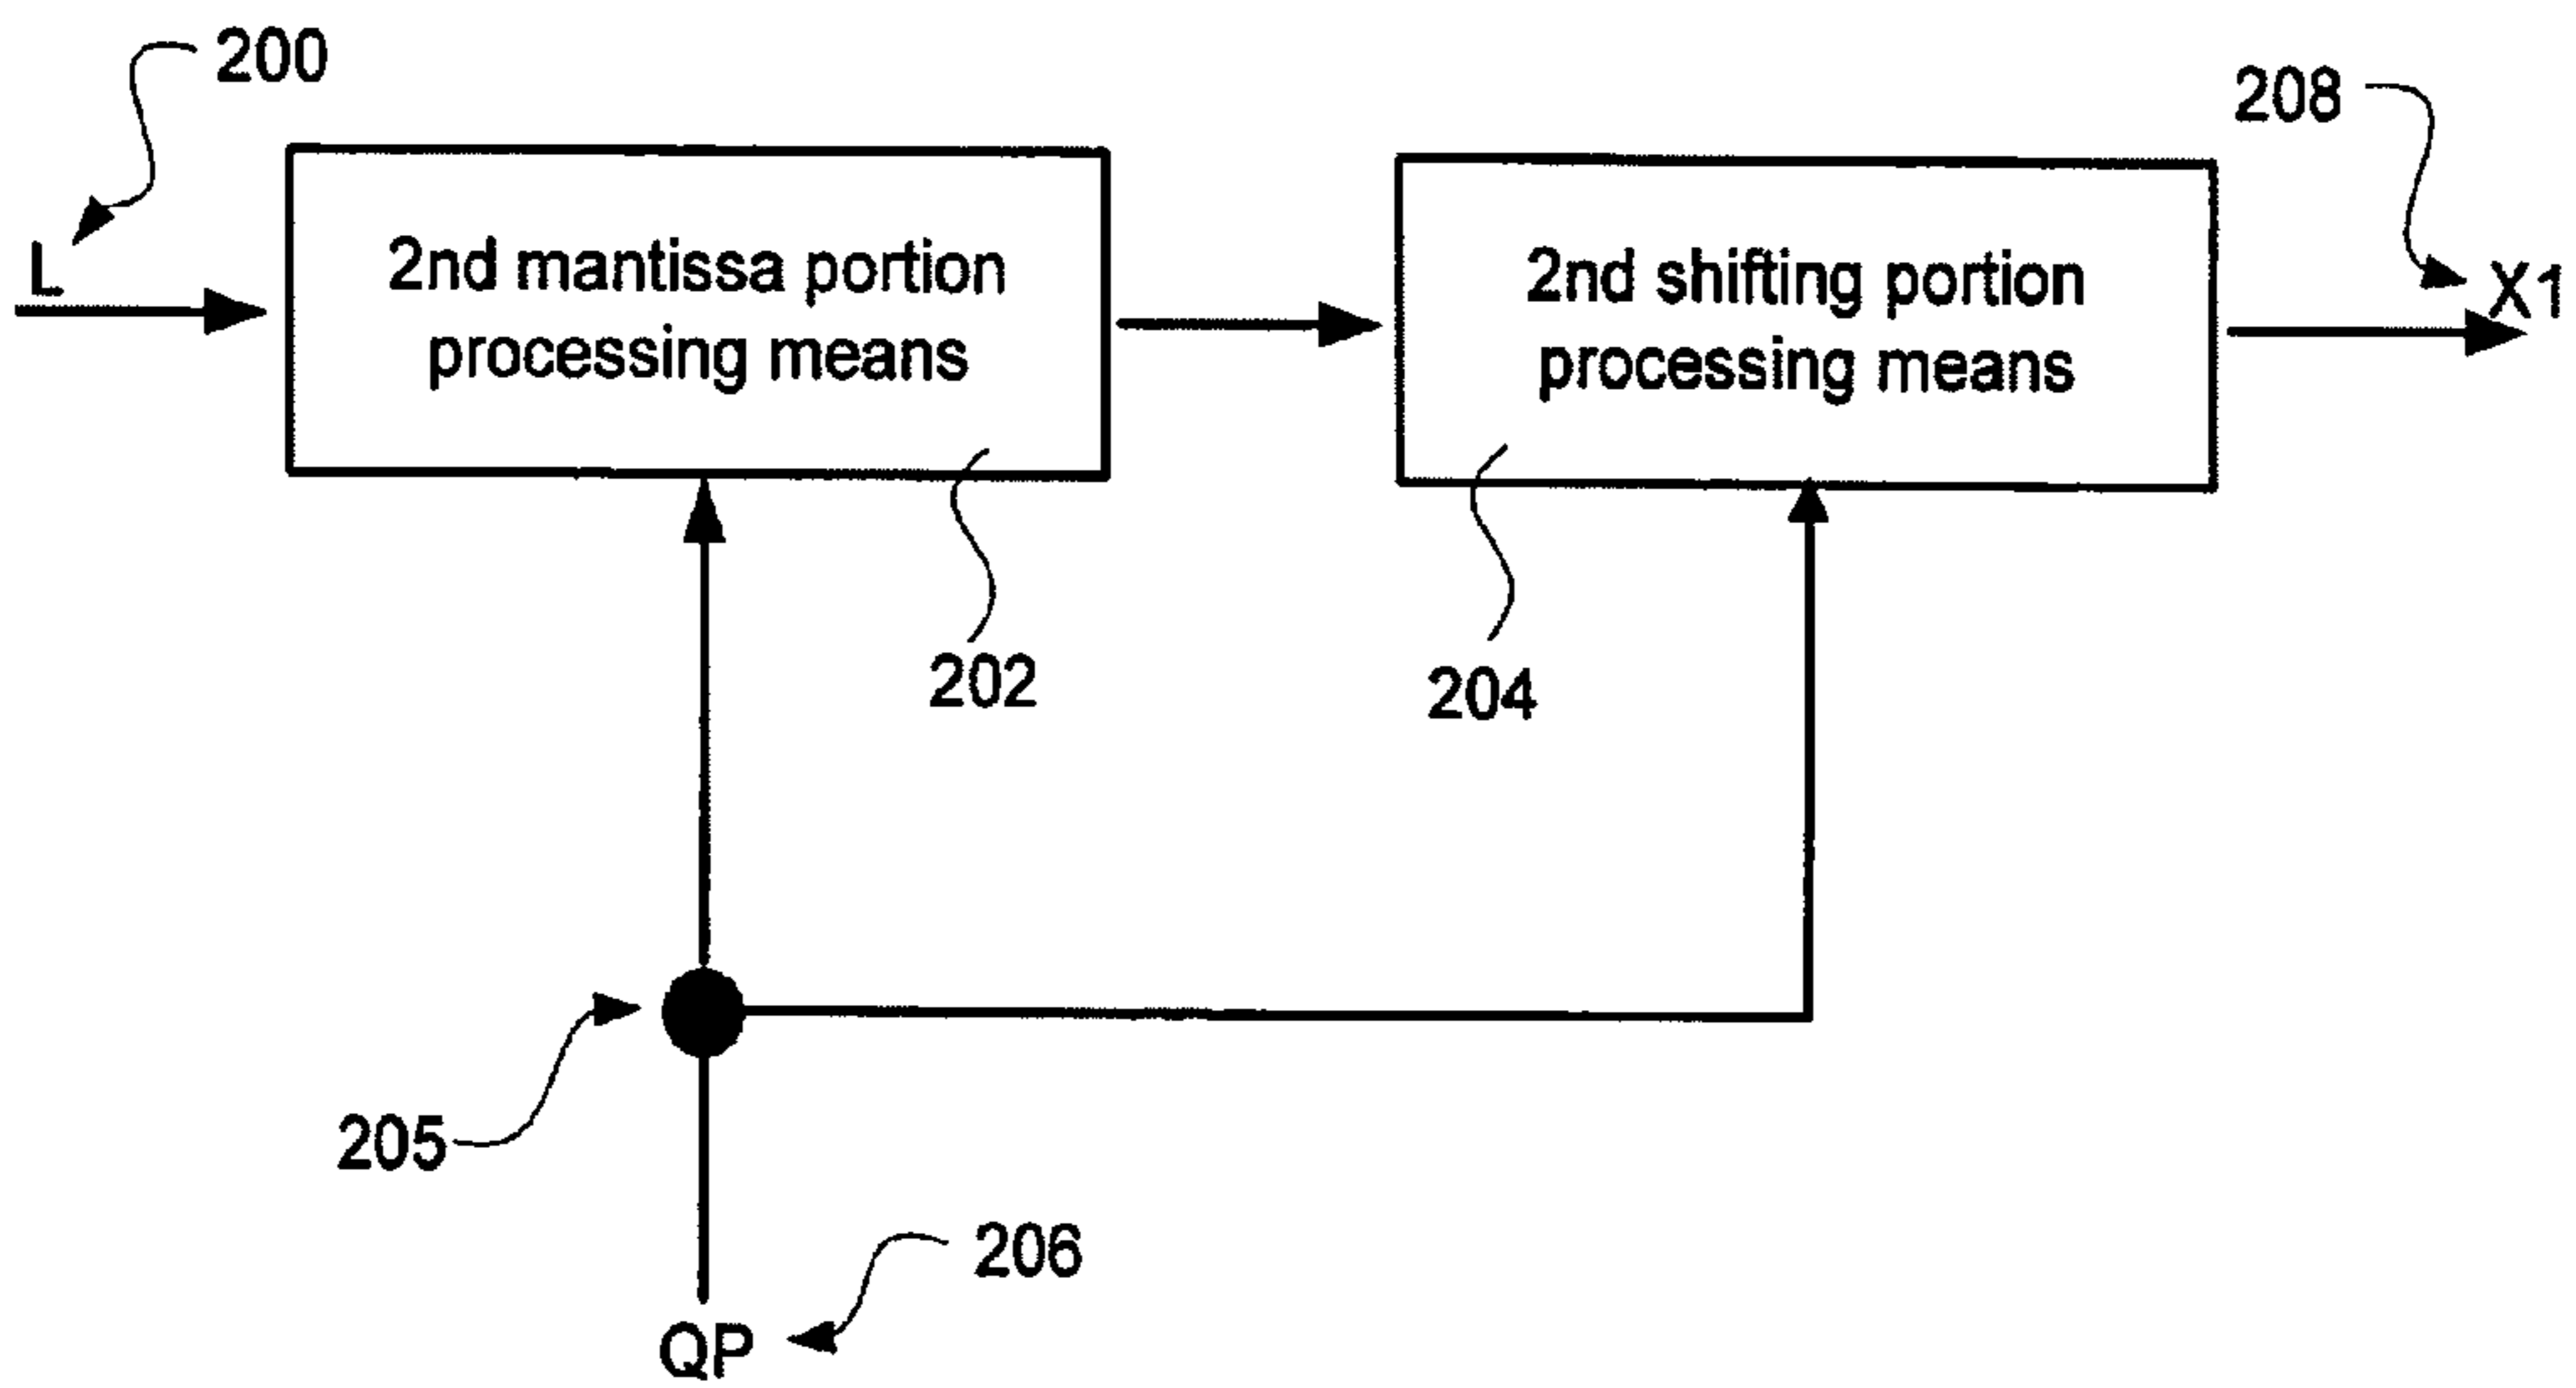 200
208
L
2nd mantissa portion
processing means
2nd shifting portion
processing means
X1
202
204
205
206
QP